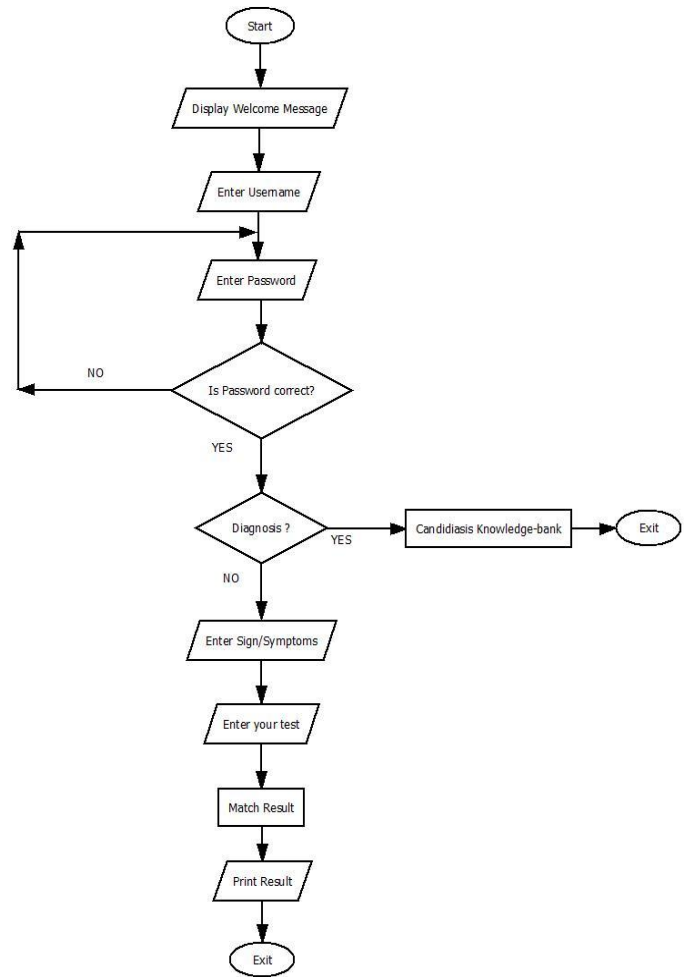 Start
Display Welcome Message
Enter Username
Enter Password
Is Password correct?
NO
YES
Diagnosis ?
YES
Candidiasis Knowledge-bank
Exit
NO
Enter Sign/Symptoms
Enter your test
Match Result
Print Result
Exit